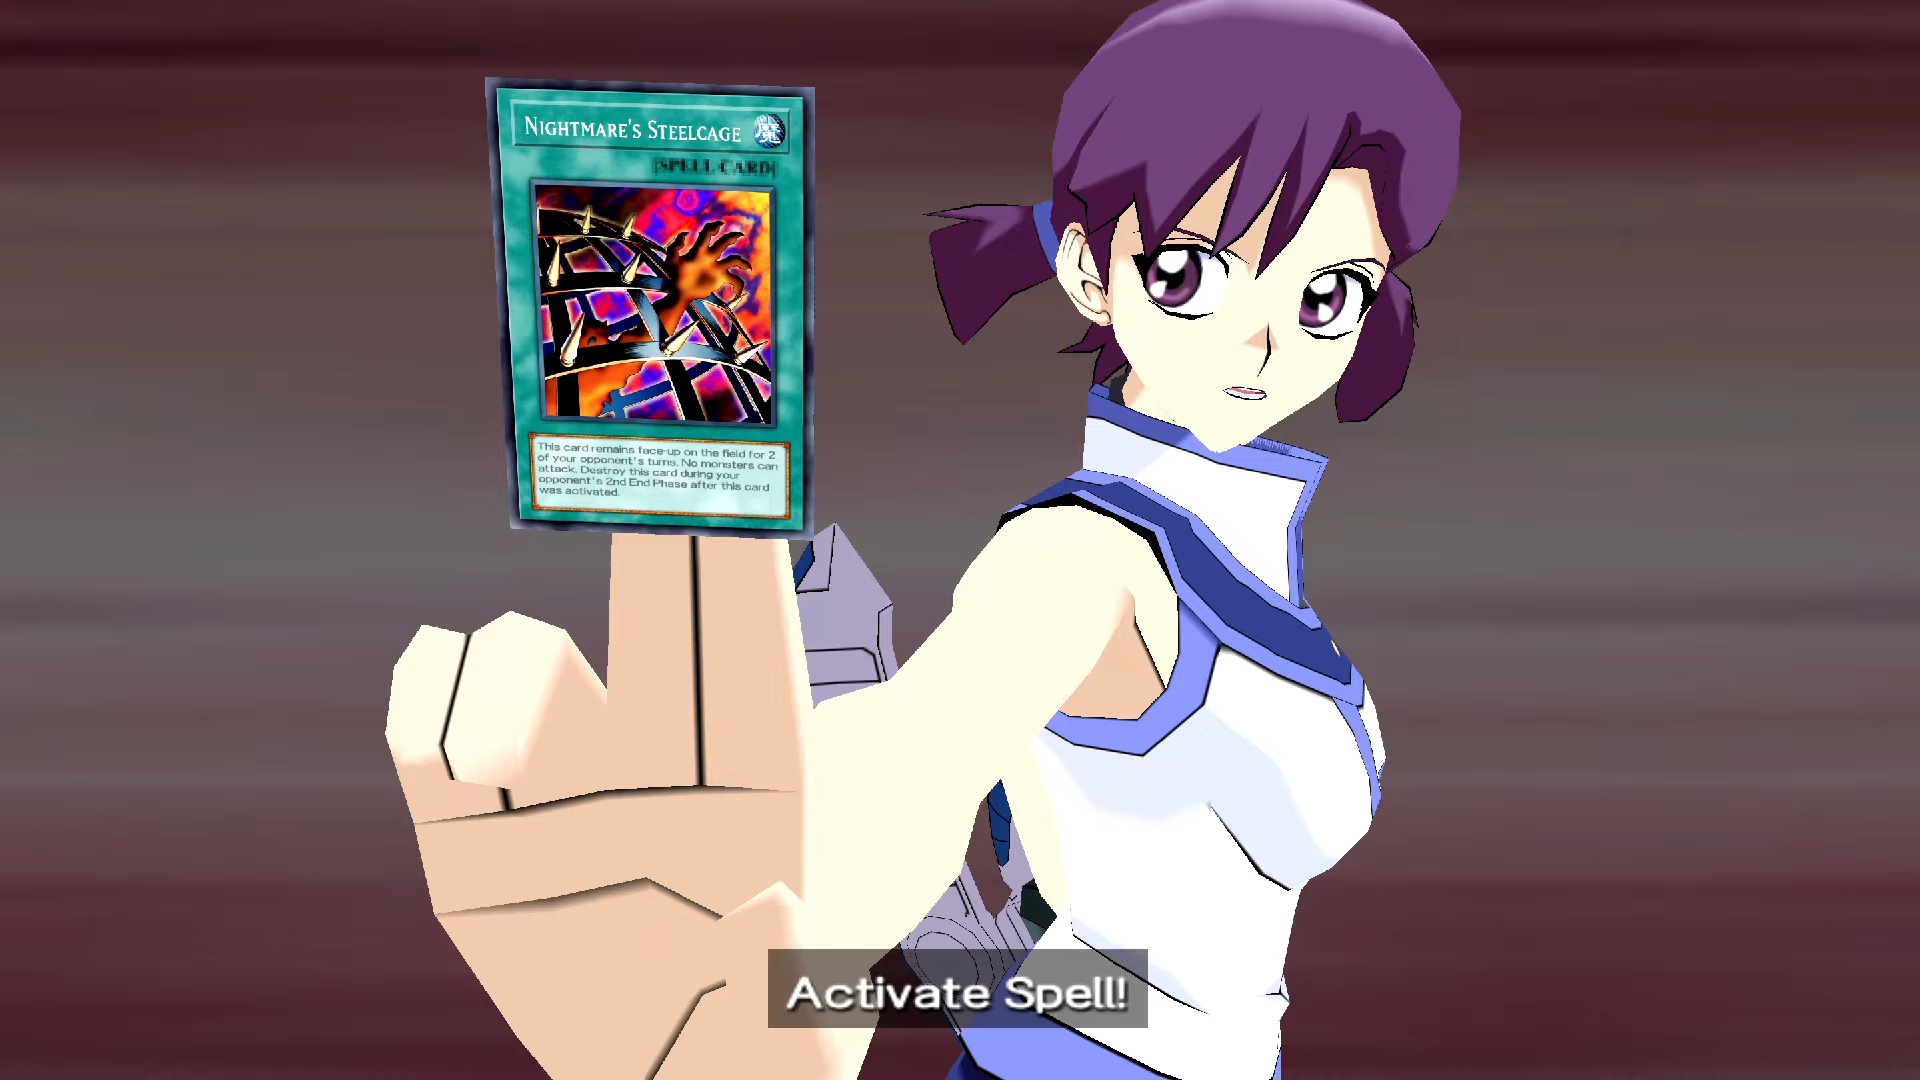 Nightmare's Steelcage 魔
[SPELL CARD]
This card remains face-up on the field for 2
of your opponent's turns. No monsters can
attack. Destroy this card during your
opponent's 2nd End Phase after this card
was activated.
Activate Spell!